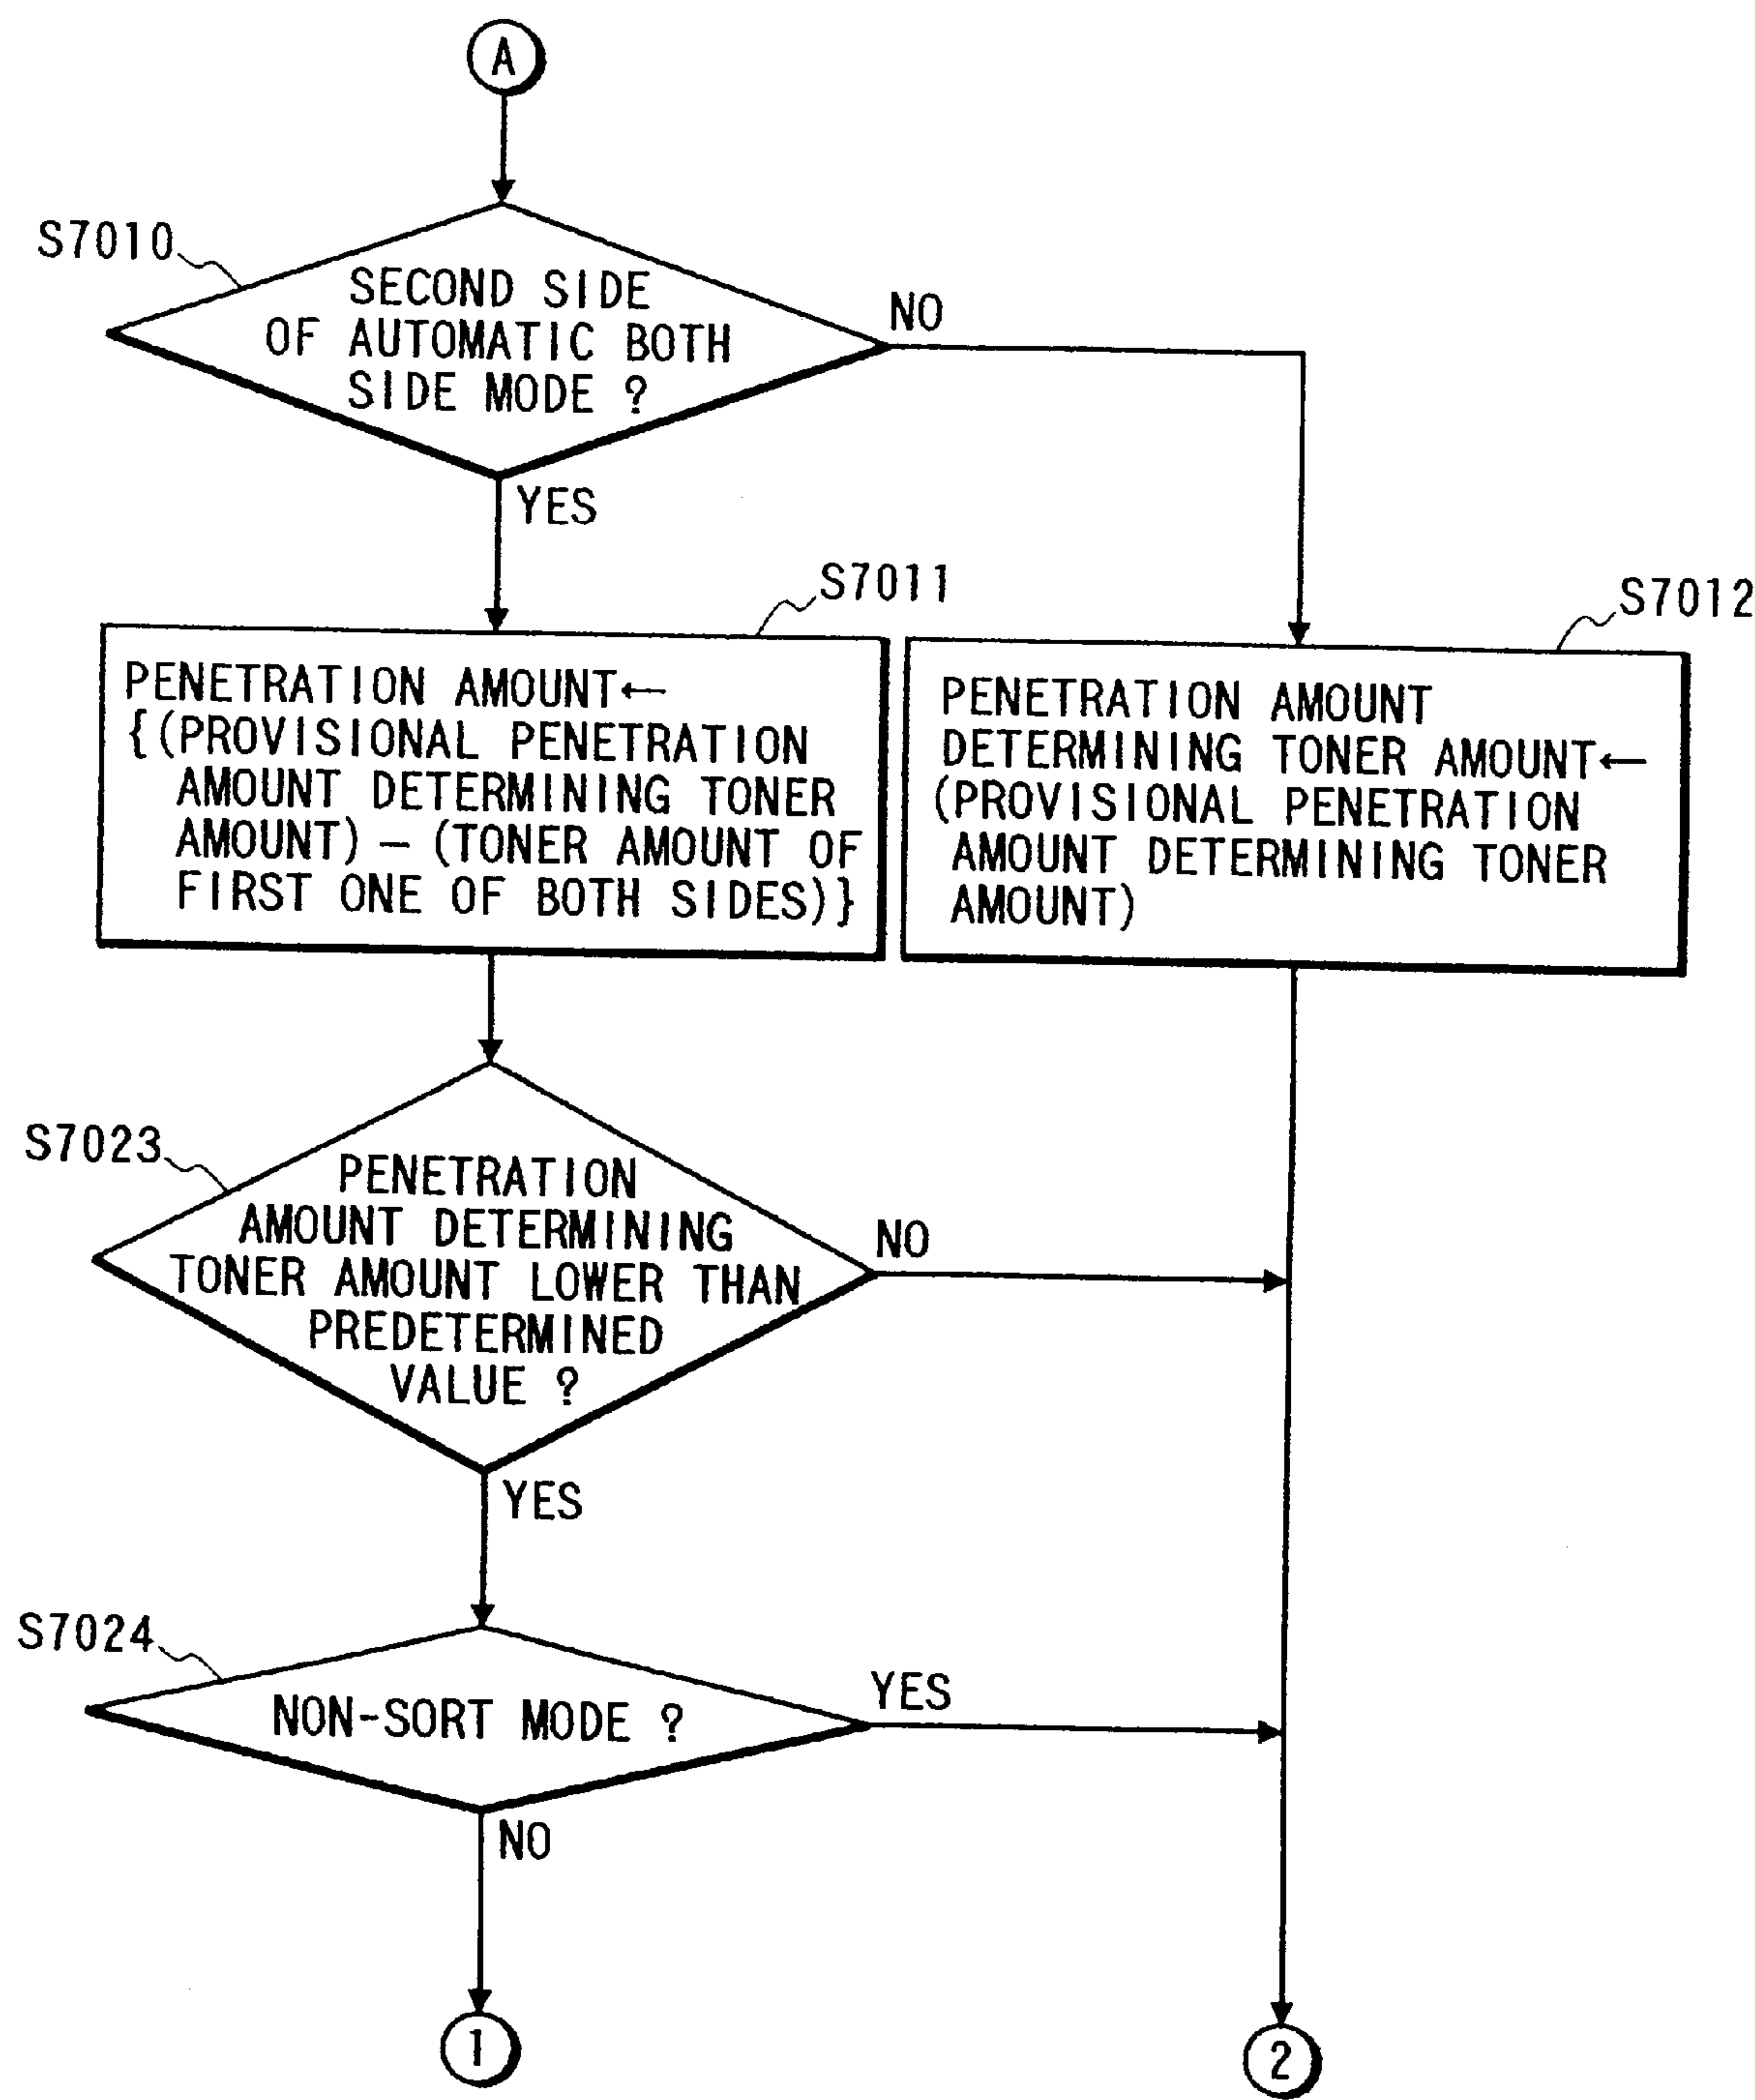 A
S7010
SECOND SIDE
OF AUTOMATIC BOTH
SIDE MODE ?
NO
YES
S7011
PENETRATION AMOUNT←
{(PROVISIONAL PENETRATION
AMOUNT DETERMINING TONER
AMOUNT) – (TONER AMOUNT OF
FIRST ONE OF BOTH SIDES)}
S7012
PENETRATION AMOUNT
DETERMINING TONER AMOUNT←
(PROVISIONAL PENETRATION
AMOUNT DETERMINING TONER
AMOUNT)
S7023
PENETRATION
AMOUNT DETERMINING
TONER AMOUNT LOWER THAN
PREDETERMINED
VALUE ?
NO
YES
S7024
NON-SORT MODE ?
YES
NO
1
2